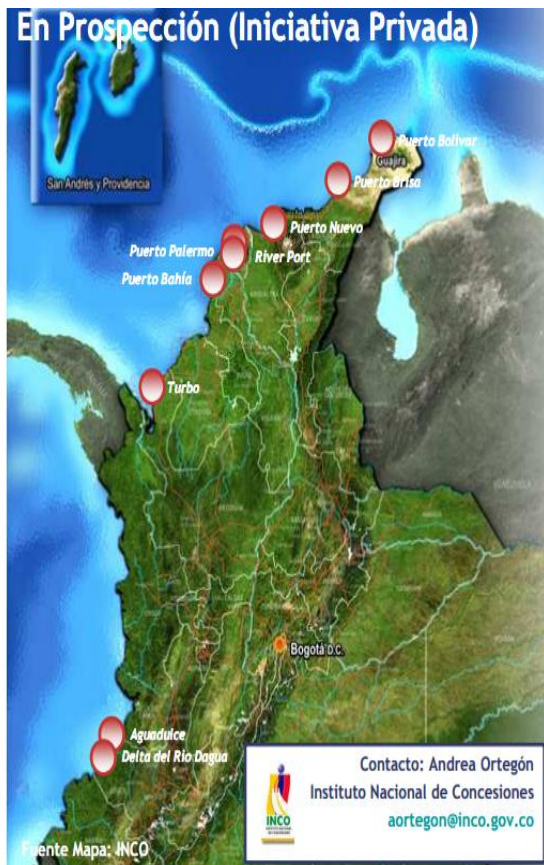 En Prospección (Iniciativa Privada)
San Andrés y Providencia
Puerto Bolívar
Guajira
Puerto Brisa
Puerto Nuevo
Puerto Palermo
River Port
Puerto Bahía
Turbo
Bogotá D.C.
Aguadulce
Delta del Río Dagua
Contacto: Andrea Ortegón
Instituto Nacional de Concesiones
aortegon@inco.gov.co
INCO
Fuente Mapa: INCO